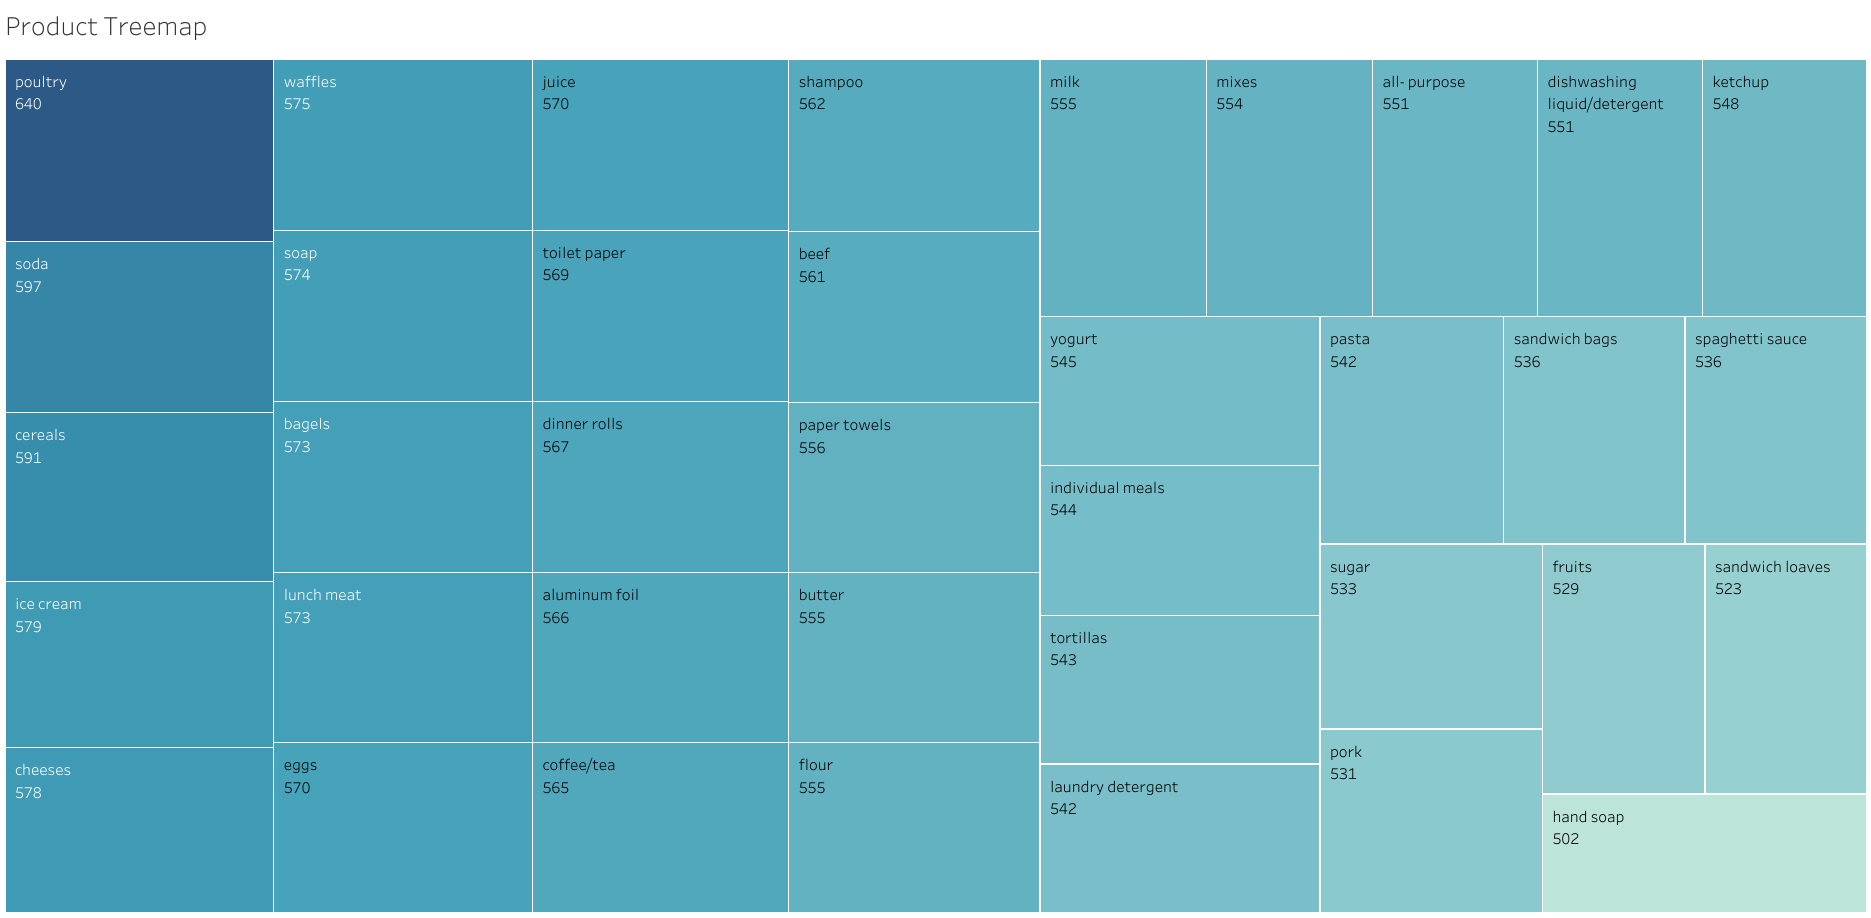 Product Treemap
poultry
640
soda
597
cereals
591
ice cream
579
cheeses
578
waffles
575
soap
574
bagels
573
lunch meat
573
eggs
570
juice
570
toilet paper
569
dinner rolls
567
aluminum foil
566
coffee/tea
565
shampoo
562
beef
561
paper towels
556
butter
555
flour
555
milk
555
mixes
554
all- purpose
551
dishwashing
liquid/detergent
551
ketchup
548
yogurt
545
individual meals
544
tortillas
543
laundry detergent
542
pasta
542
sandwich bags
536
spaghetti sauce
536
sugar
533
pork
531
fruits
529
sandwich loaves
523
hand soap
502